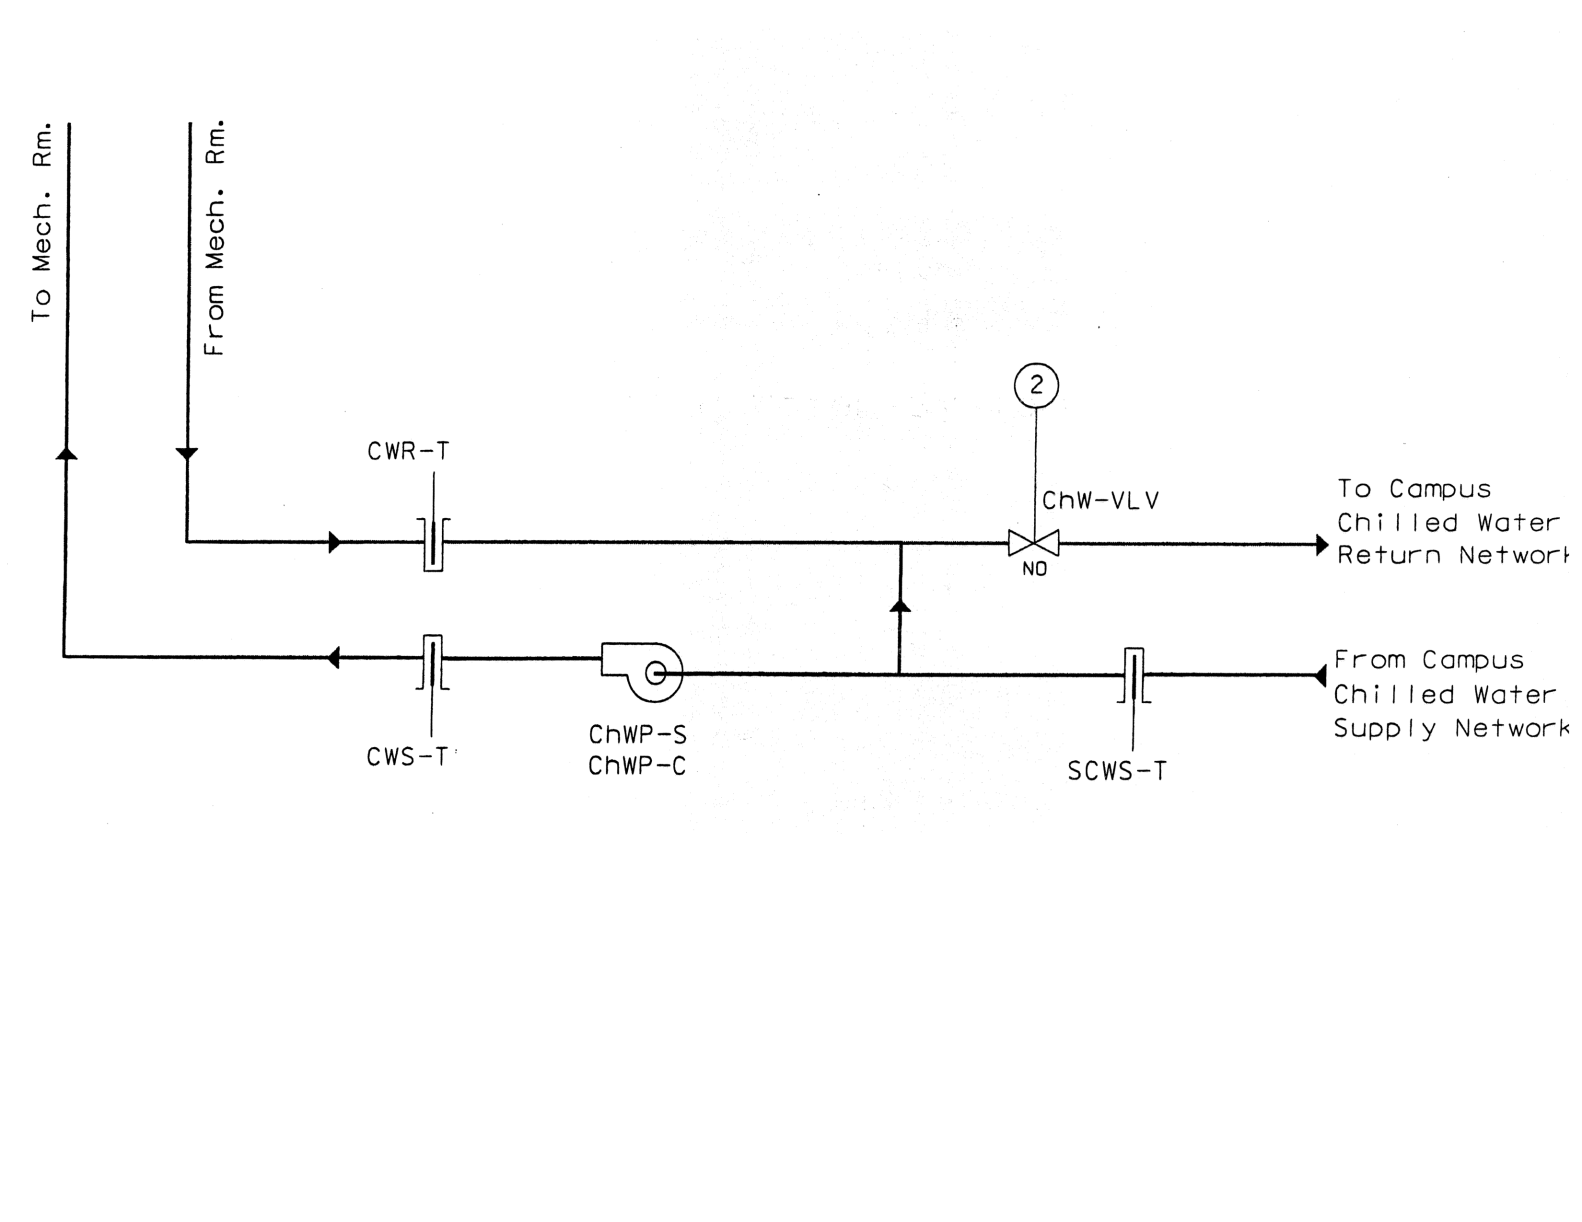 To Mech. Rm.
From Mech. Rm.
2
CWR-T
ChW-VLV
NO
To Campus
Chilled Water
Return Network
CWS-T
ChWP-S
ChWP-C
SCWS-T
From Campus
Chilled Water
Supply Network